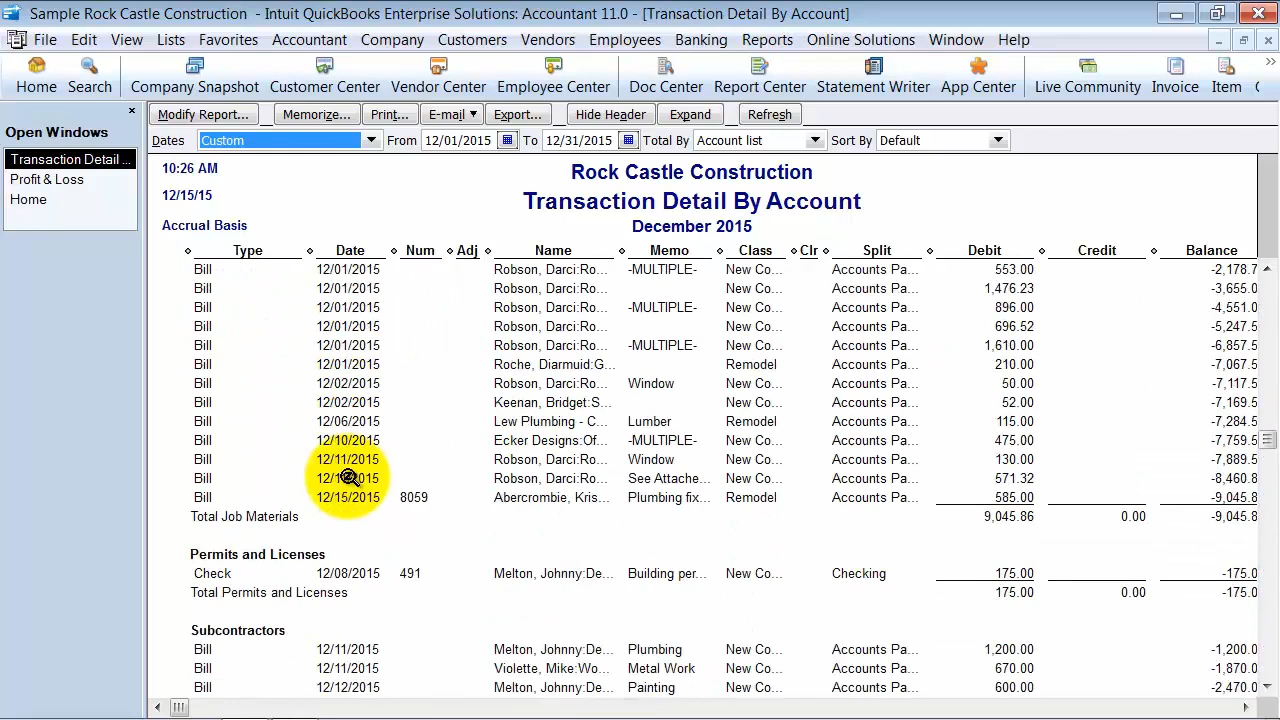 Sample Rock Castle Construction - Intuit QuickBooks Enterprise Solutions: Accountant 11.0 - [Transaction Detail By Account]
File Edit View Lists Favorites Accountant Company Customers Vendors Employees Banking Reports Online Solutions Window Help
Home Search Company Snapshot Customer Center Vendor Center Employee Center Doc Center Report Center Statement Writer App Center Live Community Invoice Item
Open Windows
Transaction Detail ...
Profit & Loss
Home
Modify Report... Memorize... Print... E-mail Export... Hide Header Expand Refresh
Dates Custom From 12/01/2015 To 12/31/2015 Total By Account list Sort By Default
10:26 AM
12/15/15
Accrual Basis
Rock Castle Construction
Transaction Detail By Account
December 2015
Type Date Num Adj Name Memo Class Clr Split Debit Credit Balance
Bill 12/01/2015 Robson, Darci:Ro... -MULTIPLE- New Co... Accounts Pa... 553.00 -2,178.7
Bill 12/01/2015 Robson, Darci:Ro... New Co... Accounts Pa... 1,476.23 -3,655.0
Bill 12/01/2015 Robson, Darci:Ro... -MULTIPLE- New Co... Accounts Pa... 896.00 -4,551.0
Bill 12/01/2015 Robson, Darci:Ro... New Co... Accounts Pa... 696.52 -5,247.5
Bill 12/01/2015 Robson, Darci:Ro... -MULTIPLE- New Co... Accounts Pa... 1,610.00 -6,857.5
Bill 12/01/2015 Roche, Diarmuid:G... Remodel Accounts Pa... 210.00 -7,067.5
Bill 12/02/2015 Robson, Darci:Ro... Window New Co... Accounts Pa... 50.00 -7,117.5
Bill 12/02/2015 Keenan, Bridget:S... New Co... Accounts Pa... 52.00 -7,169.5
Bill 12/06/2015 Lew Plumbing - C... Lumber Remodel Accounts Pa... 115.00 -7,284.5
Bill 12/10/2015 Ecker Designs:Of... -MULTIPLE- New Co... Accounts Pa... 475.00 -7,759.5
Bill 12/11/2015 Robson, Darci:Ro... Window New Co... Accounts Pa... 130.00 -7,889.5
Bill Robson, Darci:Ro... See Attache... New Co... Accounts Pa... 571.32 -8,460.8
Bill 12/15/2015 8059 Abercrombie, Kris... Plumbing fix... Remodel Accounts Pa... 585.00 -9,045.8
Total Job Materials 9,045.86 0.00 -9,045.8
Permits and Licenses
Check 12/08/2015 491 Melton, Johnny:De... Building per... New Co... Checking 175.00 -175.0
Total Permits and Licenses 175.00 0.00 -175.0
Subcontractors
Bill 12/11/2015 Melton, Johnny:De... Plumbing New Co... Accounts Pa... 1,200.00 -1,200.0
Bill 12/11/2015 Violette, Mike:Wo... Metal Work New Co... Accounts Pa... 670.00 -1,870.0
Bill 12/12/2015 Melton, Johnny:De... Painting New Co... Accounts Pa... 600.00 -2,470.0